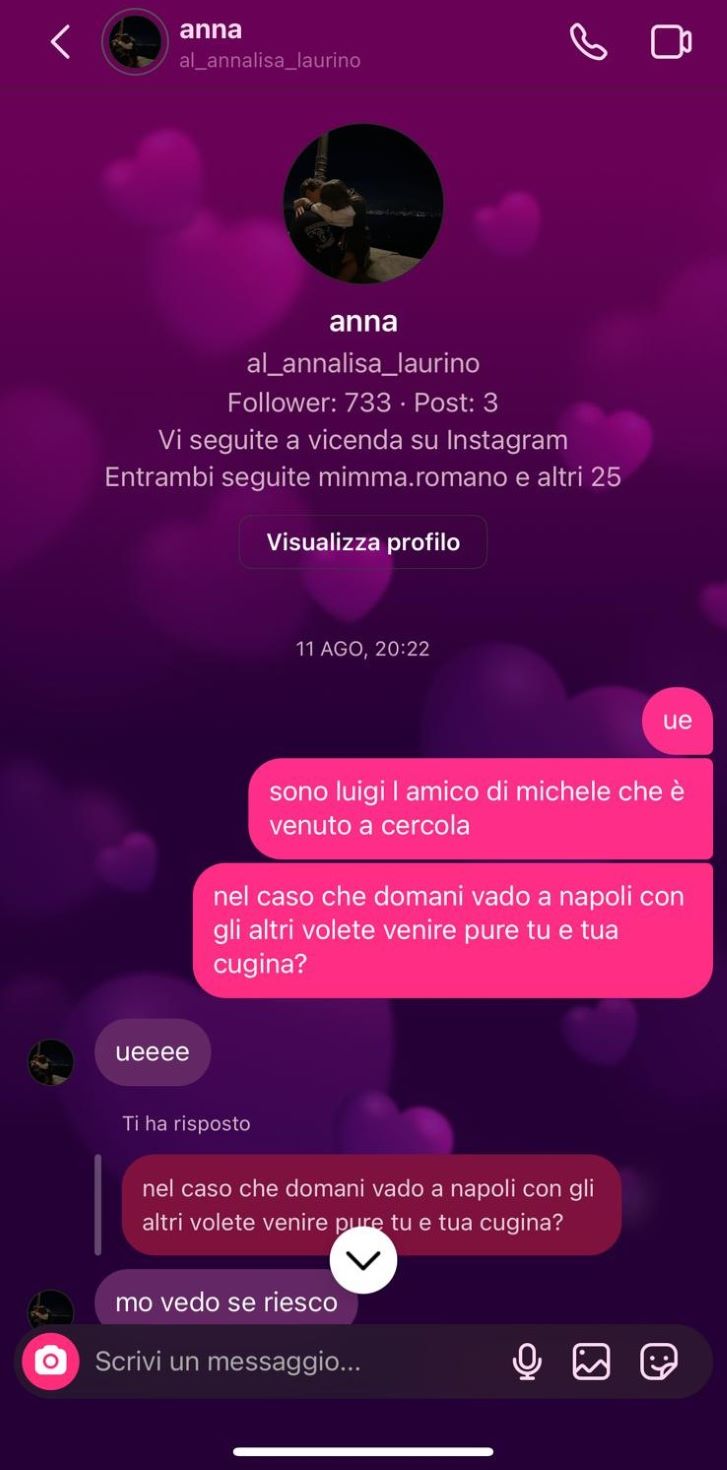 anna
al_annalisa_laurino
anna
al_annalisa_laurino
Follower: 733 · Post: 3
Vi seguite a vicenda su Instagram
Entrambi seguite mimma.romano e altri 25
Visualizza profilo
11 AGO, 20:22
ue
sono luigi l amico di michele che è
venuto a cercola
nel caso che domani vado a napoli con
gli altri volete venire pure tu e tua
cugina?
ueeee
Ti ha risposto
nel caso che domani vado a napoli con gli
altri volete venire pure tu e tua cugina?
mo vedo se riesco
Scrivi un messaggio...